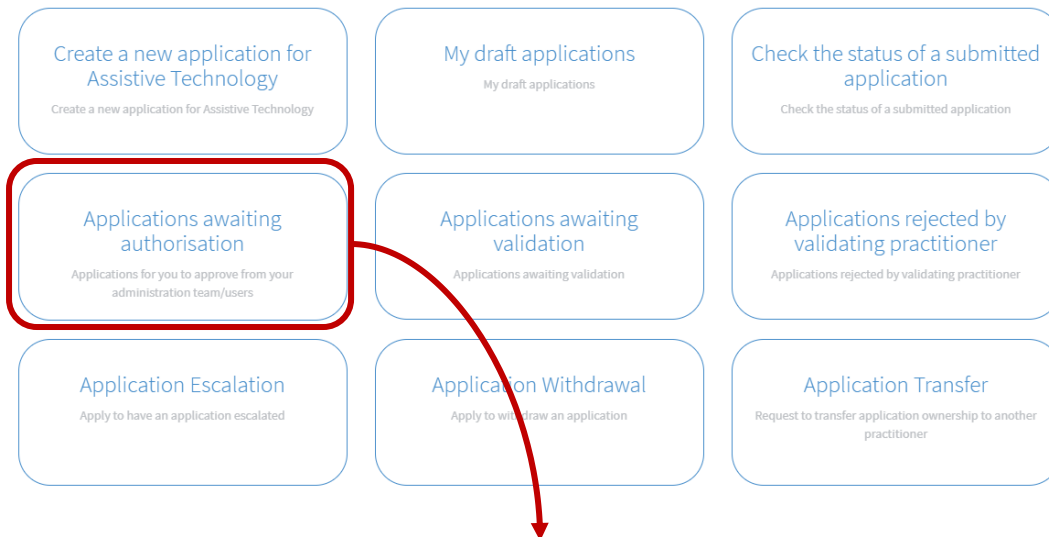 Create a new application for
Assistive Technology
Create a new application for Assistive Technology
My draft applications
My draft applications
Check the status of a submitted
application
Check the status of a submitted application
Applications awaiting
authorisation
Applications for you to approve from your
administration team/users
Applications awaiting
validation
Applications awaiting validation
Applications rejected by
validating practitioner
Applications rejected by validating practitioner
Application Escalation
Apply to have an application escalated
Application Withdrawal
Apply to withdraw an application
Application Transfer
Request to transfer application ownership to another
practitioner